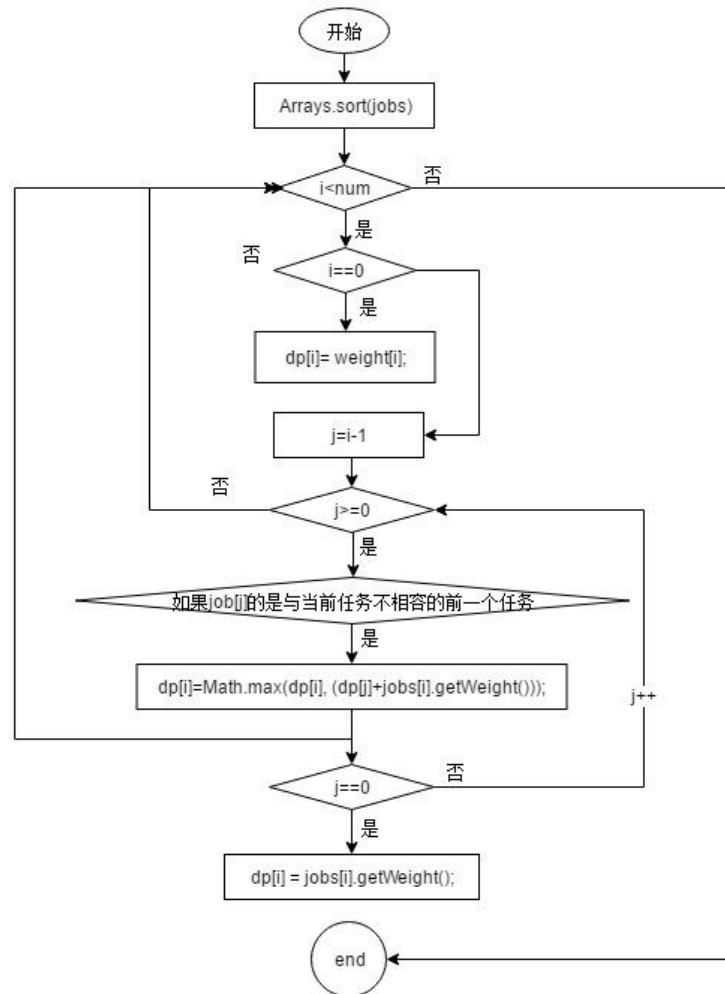 开始
Arrays.sort(jobs)
i<num
否
是
否
i==0
是
dp[i]= weight[i];
j=i-1
否
j>=0
是
如果job[j]的是与当前任务不相容的前一个任务
是
dp[i]=Math.max(dp[i], (dp[j]+jobs[i].getWeight()));
j++
j==0
否
是
dp[i] = jobs[i].getWeight();
end